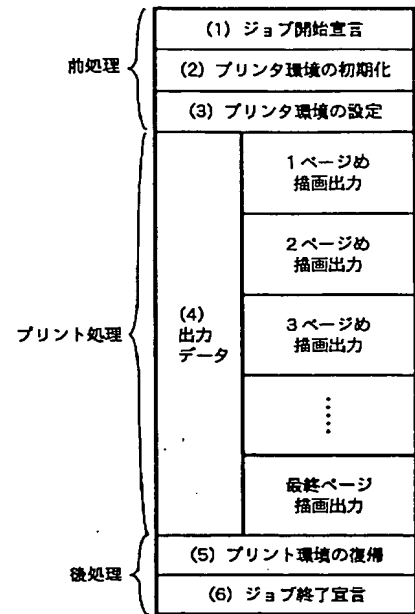 前処理
(1) ジョブ開始宣言
(2) プリンタ環境の初期化
(3) プリンタ環境の設定
プリント処理
(4)
出力
データ
1ページめ
描画出力
2ページめ
描画出力
3ページめ
描画出力
⋮
最終ページ
描画出力
後処理
(5) プリント環境の復帰
(6) ジョブ終了宣言